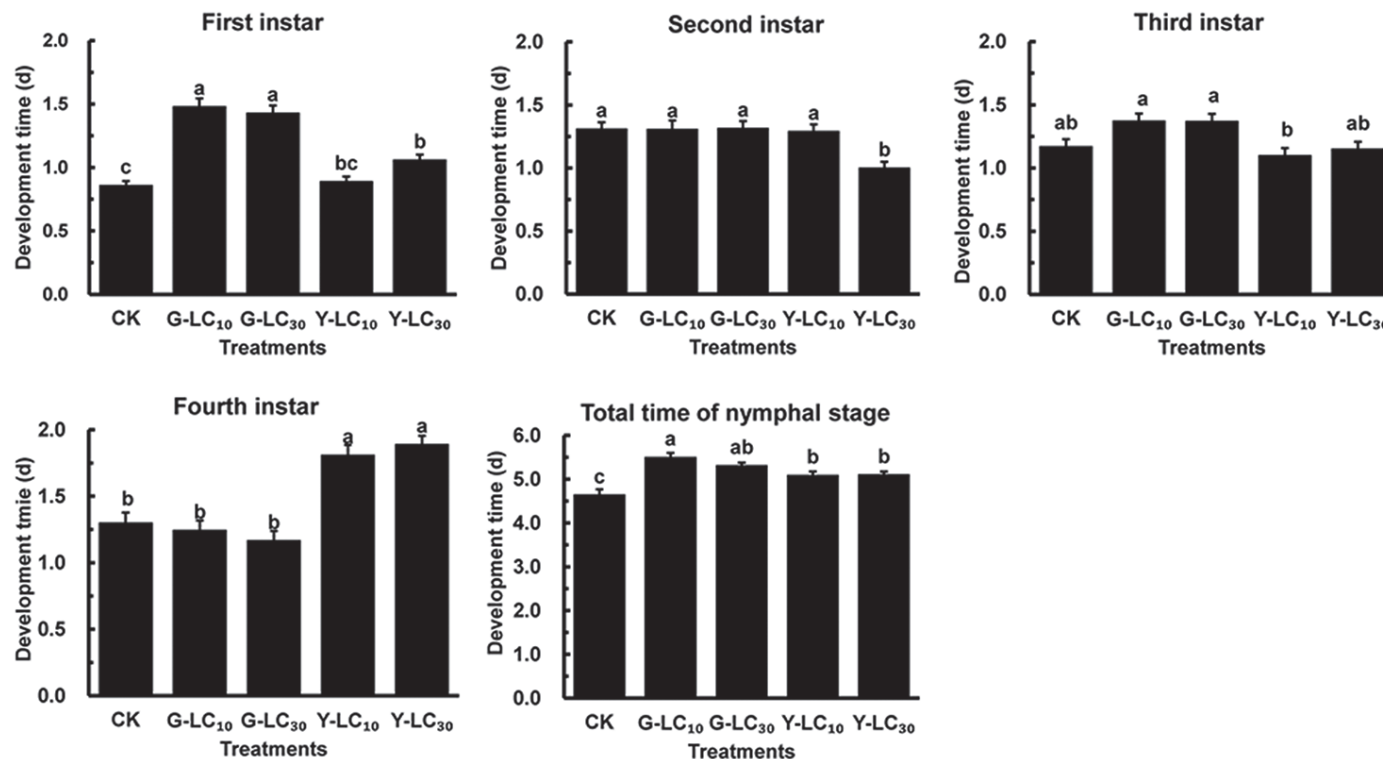 First instar
Development time (d)
2.0
1.5
1.0
0.5
0.0
c
a
a
bc
b
CK G-LC₁₀ G-LC₃₀ Y-LC₁₀ Y-LC₃₀
Treatments
Second instar
Development time (d)
2.0
1.5
1.0
0.5
0.0
a
a
a
a
b
CK G-LC₁₀ G-LC₃₀ Y-LC₁₀ Y-LC₃₀
Treatments
Third instar
Development time (d)
2.0
1.5
1.0
0.5
0.0
ab
a
a
b
ab
CK G-LC₁₀ G-LC₃₀ Y-LC₁₀ Y-LC₃₀
Treatments
Fourth instar
Development tmie (d)
2.0
1.5
1.0
0.5
0.0
b
b
b
a
a
CK G-LC₁₀ G-LC₃₀ Y-LC₁₀ Y-LC₃₀
Treatments
Total time of nymphal stage
Development time (d)
6.0
5.0
4.0
3.0
2.0
1.0
0.0
c
a
ab
b
b
CK G-LC₁₀ G-LC₃₀ Y-LC₁₀ Y-LC₃₀
Treatments